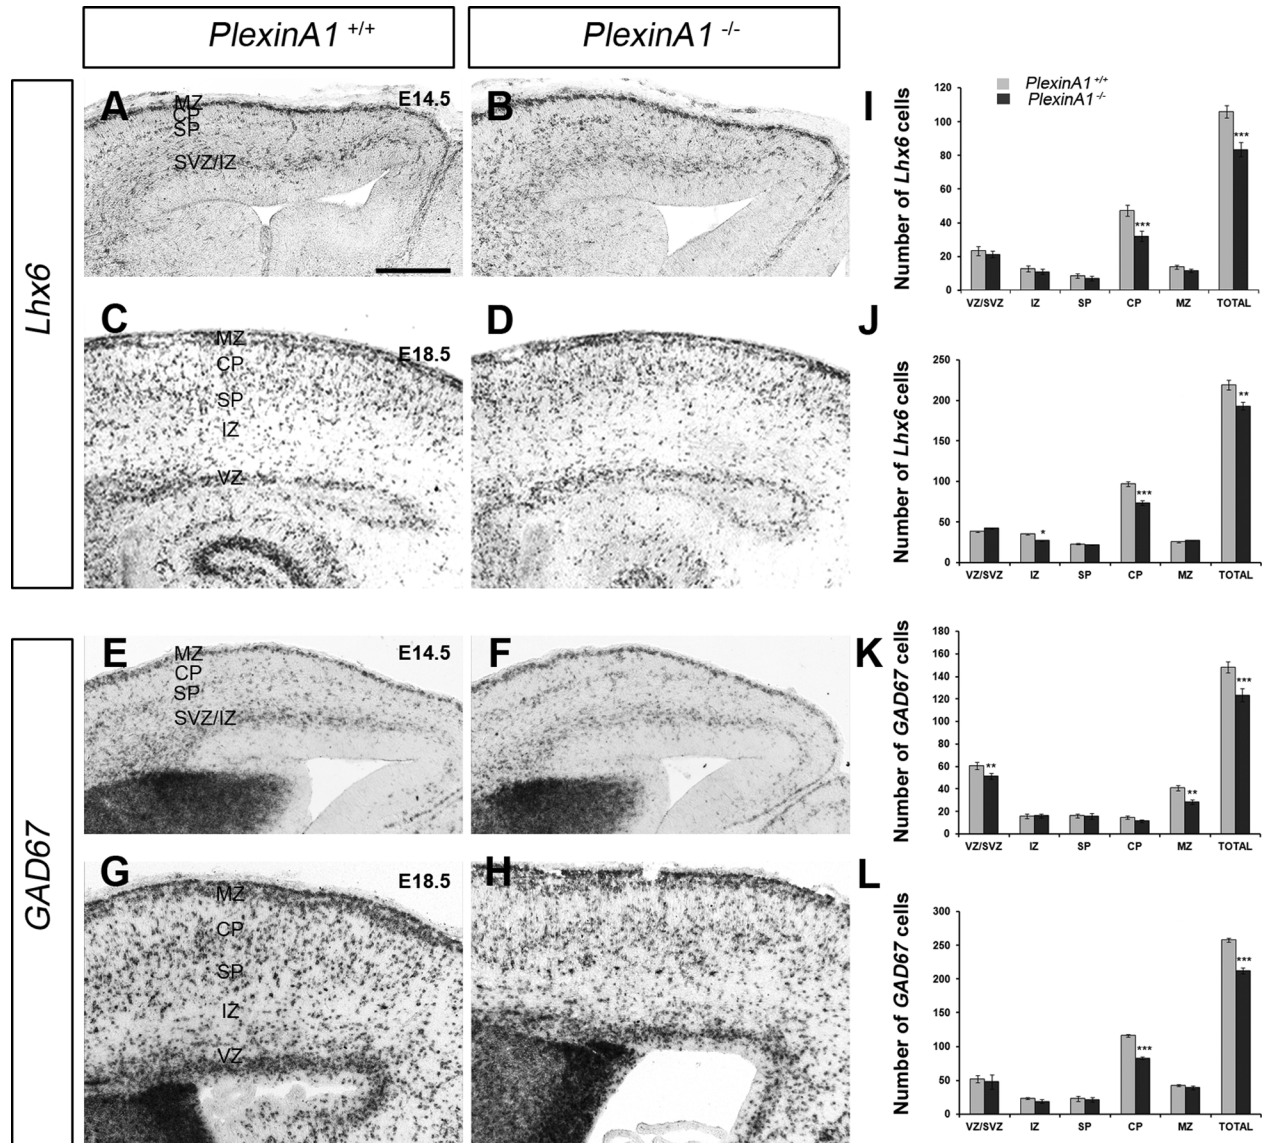 PlexinA1 +/+
PlexinA1 -/-
Lhx6
A
MZ
CP
SP
SVZ/IZ
E14.5
B
C
MZ
CP
SP
IZ
VZ
E18.5
D
GAD67
E
MZ
CP
SP
SVZ/IZ
E14.5
F
G
MZ
CP
SP
IZ
VZ
E18.5
H
I
PlexinA1 +/+
PlexinA1 -/-
Number of Lhx6 cells
120
100
80
60
40
20
0
***
***
VZ/SVZ IZ SP CP MZ TOTAL
J
Number of Lhx6 cells
250
200
150
100
50
0
*
***
**
VZ/SVZ IZ SP CP MZ TOTAL
K
Number of GAD67 cells
180
160
140
120
100
80
60
40
20
0
**
**
***
VZ/SVZ IZ SP CP MZ TOTAL
L
Number of GAD67 cells
300
250
200
150
100
50
0
***
***
VZ/SVZ IZ SP CP MZ TOTAL